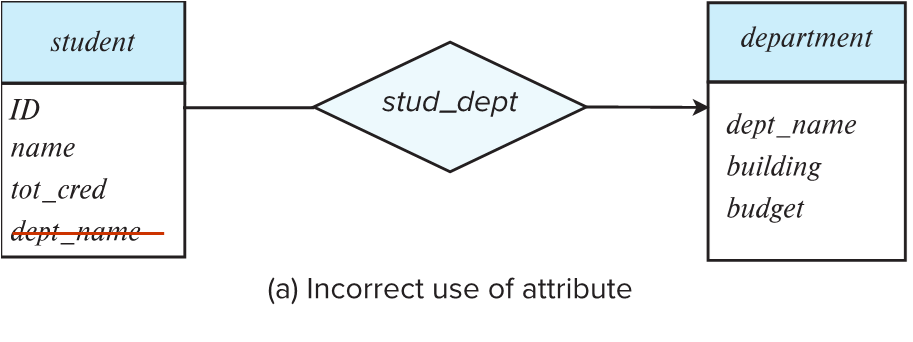 student
ID
name
tot_cred
dept_name
stud_dept
department
dept_name
building
budget
(a) Incorrect use of attribute